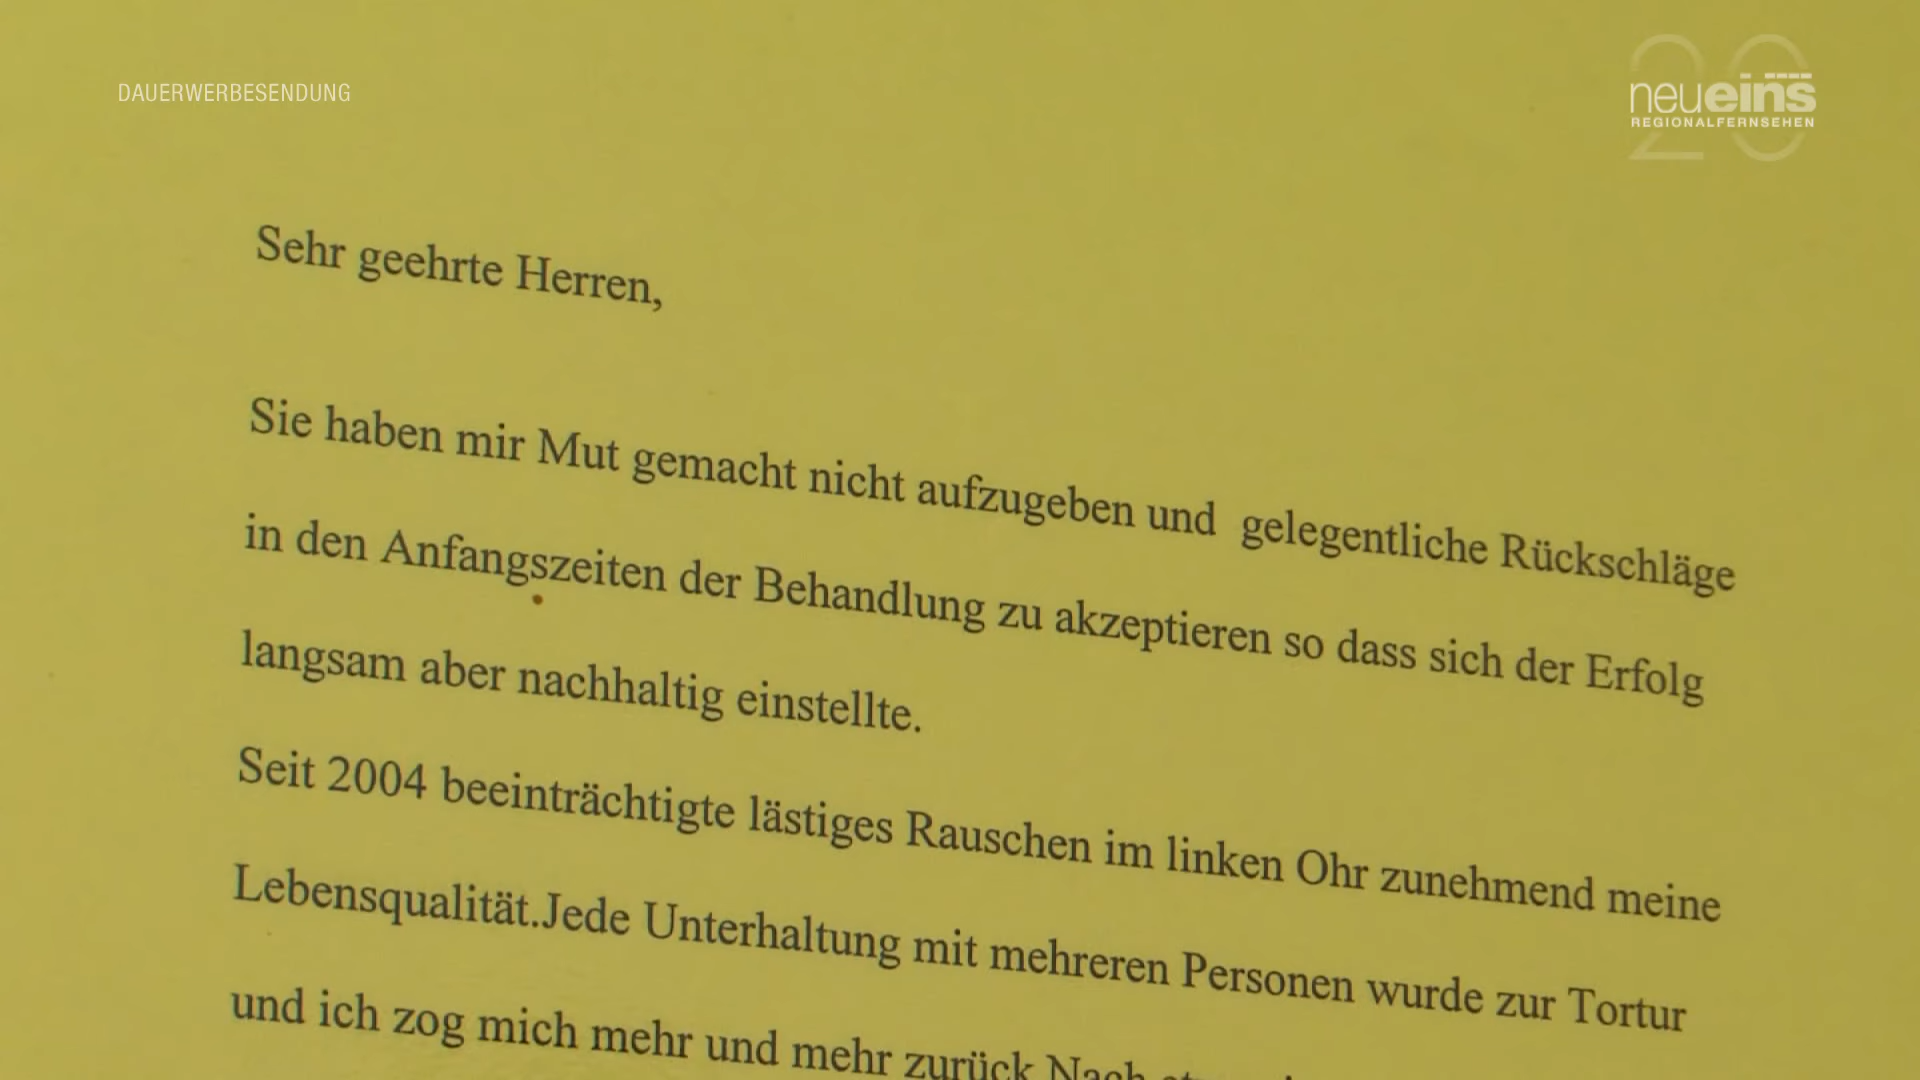 DAUERWERBESENDUNG
neueins
REGIONALFERNSEHEN
20
Sehr geehrte Herren,
Sie haben mir Mut gemacht nicht aufzugeben und gelegentliche Rückschläge
in den Anfangszeiten der Behandlung zu akzeptieren so dass sich der Erfolg
langsam aber nachhaltig einstellte.
Seit 2004 beeinträchtigte lästiges Rauschen im linken Ohr zunehmend meine
Lebensqualität.Jede Unterhaltung mit mehreren Personen wurde zur Tortur
und ich zog mich mehr und mehr zurück Nach